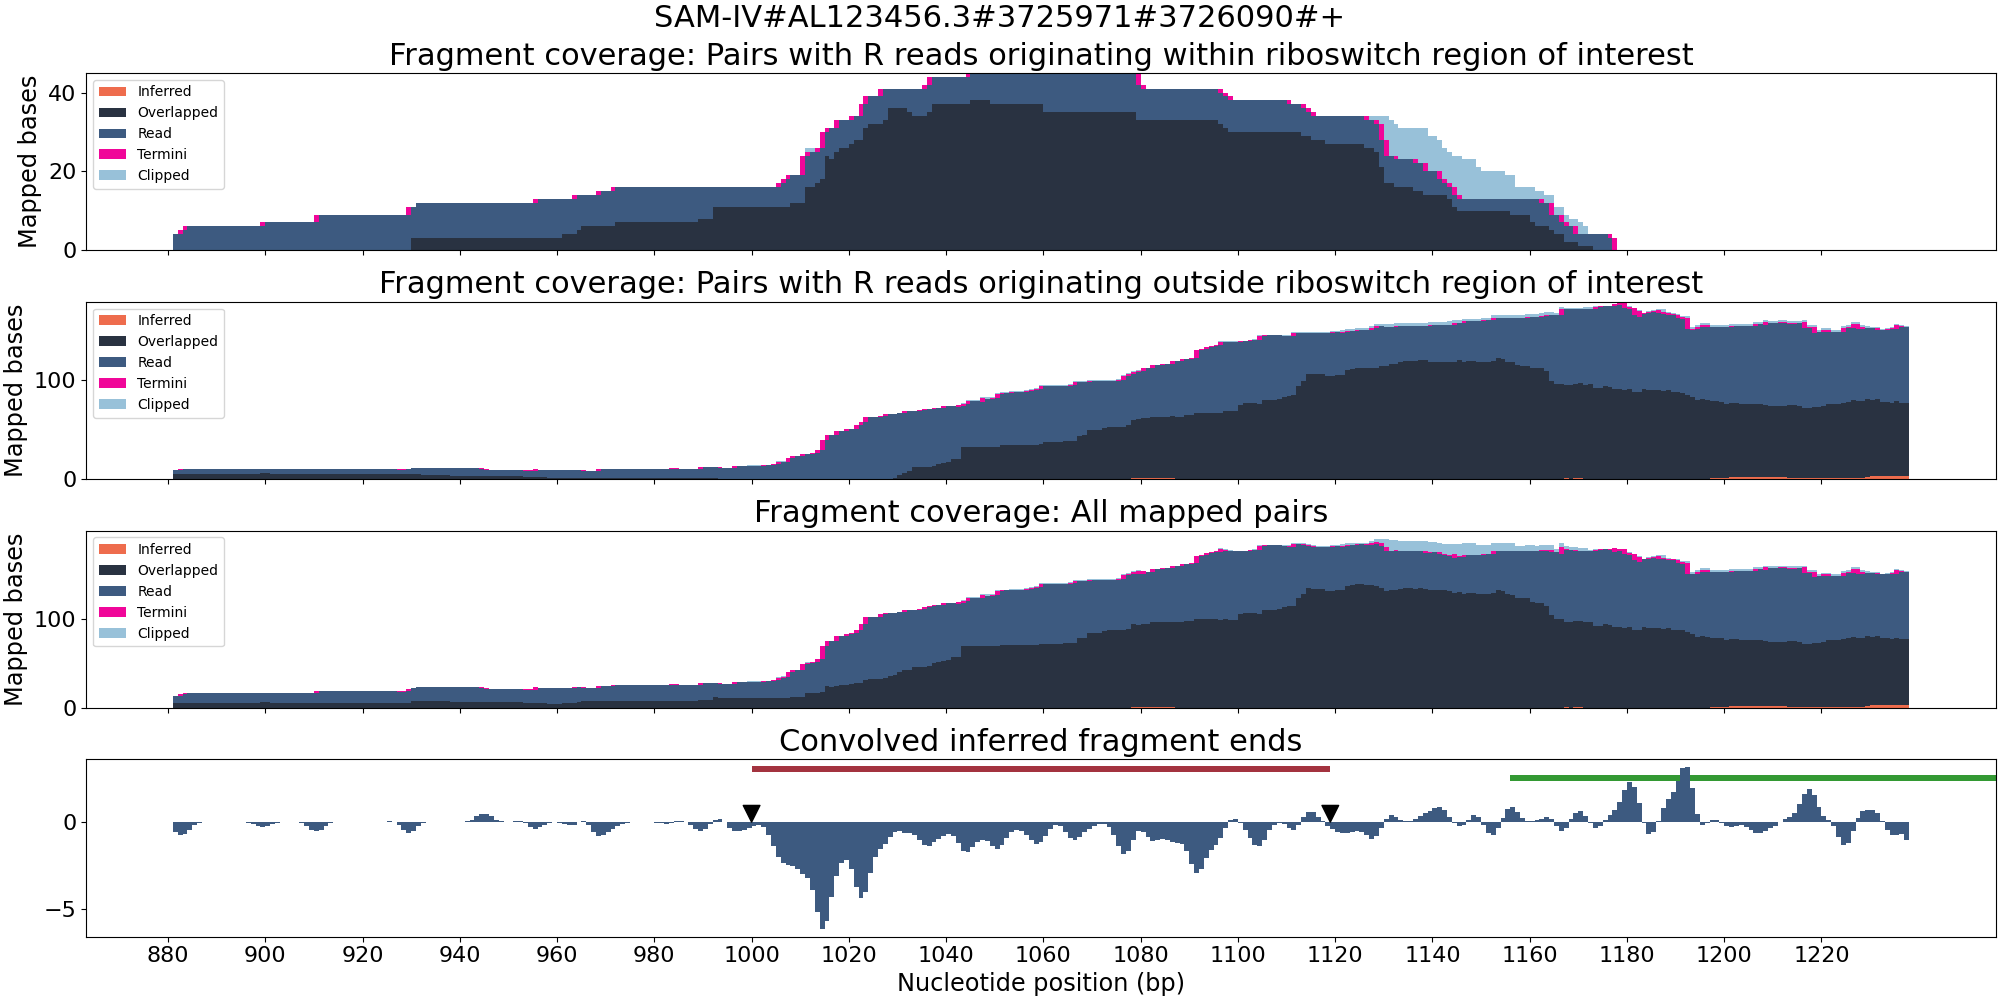 SAM-IV#AL123456.3#3725971#3726090#+
Fragment coverage: Pairs with R reads originating within riboswitch region of interest
Mapped bases
40
20
0
Inferred
Overlapped
Read
Termini
Clipped
Fragment coverage: Pairs with R reads originating outside riboswitch region of interest
Mapped bases
100
0
Inferred
Overlapped
Read
Termini
Clipped
Fragment coverage: All mapped pairs
Mapped bases
100
0
Inferred
Overlapped
Read
Termini
Clipped
Convolved inferred fragment ends
0
−5
880 900 920 940 960 980 1000 1020 1040 1060 1080 1100 1120 1140 1160 1180 1200 1220
Nucleotide position (bp)